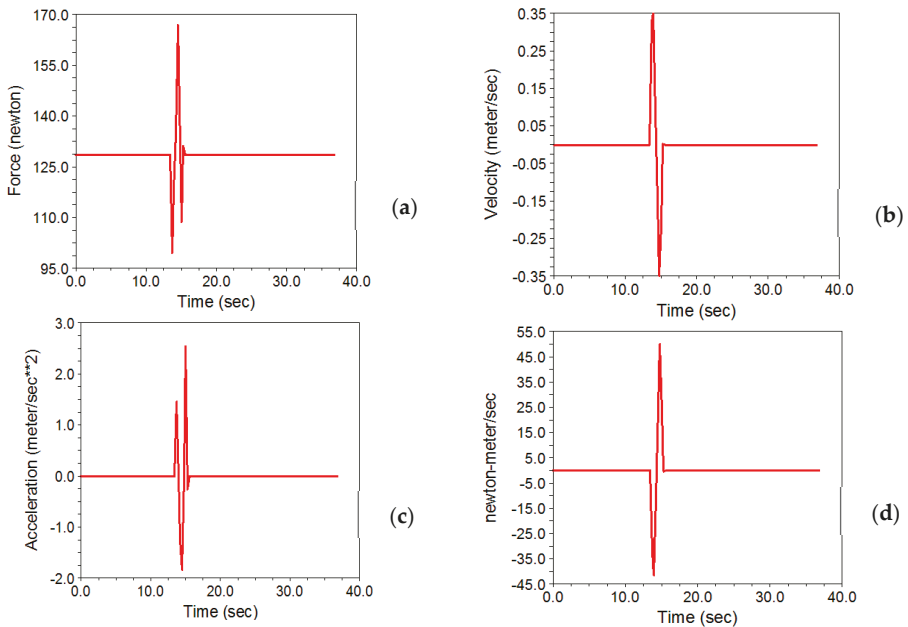 170.0
155.0
140.0
125.0
110.0
95.0
Force (newton)
0.0 10.0 20.0 30.0 40.0
Time (sec)
(a)
0.35
0.25
0.15
0.05
-0.05
-0.15
-0.25
-0.35
Velocity (meter/sec)
0.0 10.0 20.0 30.0 40.0
Time (sec)
(b)
3.0
2.0
1.0
0.0
-1.0
-2.0
Acceleration (meter/sec**2)
0.0 10.0 20.0 30.0 40.0
Time (sec)
(c)
55.0
45.0
35.0
25.0
15.0
5.0
-5.0
-15.0
-25.0
-35.0
-45.0
newton-meter/sec
0.0 10.0 20.0 30.0 40.0
Time (sec)
(d)